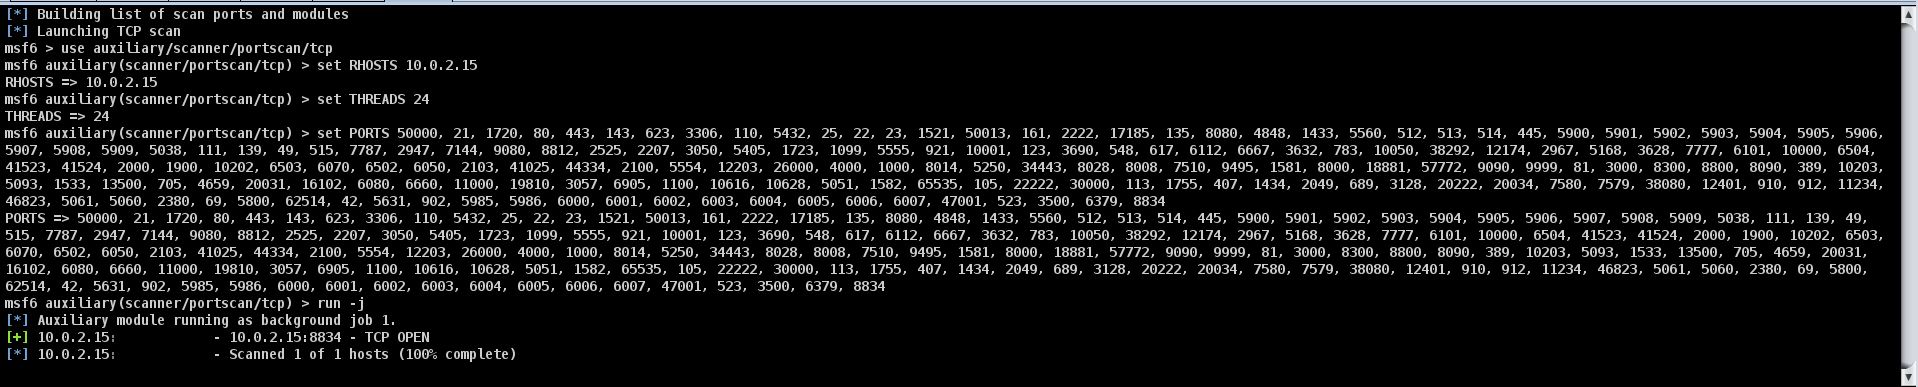 [*] Building list of scan ports and modules
[*] Launching TCP scan
msf6 > use auxiliary/scanner/portscan/tcp
msf6 auxiliary(scanner/portscan/tcp) > set RHOSTS 10.0.2.15
RHOSTS => 10.0.2.15
msf6 auxiliary(scanner/portscan/tcp) > set THREADS 24
THREADS => 24
msf6 auxiliary(scanner/portscan/tcp) > set PORTS 50000, 21, 1720, 80, 443, 143, 623, 3306, 110, 5432, 25, 22, 23, 1521, 50013, 161, 2222, 17185, 135, 8080, 4848, 1433, 5560, 512, 513, 514, 445, 5900, 5901, 5902, 5903, 5904, 5905, 5906,
5907, 5908, 5909, 5038, 111, 139, 49, 515, 7787, 2947, 7144, 9080, 8812, 2525, 2207, 3050, 5405, 1723, 1099, 5555, 921, 10001, 123, 3690, 548, 617, 6112, 6667, 3632, 783, 10050, 38292, 12174, 2967, 5168, 3628, 7777, 6101, 10000, 6504,
41523, 41524, 2000, 1900, 10202, 6503, 6070, 6502, 6050, 2103, 41025, 44334, 2100, 5554, 12203, 26000, 4000, 1000, 8014, 5250, 34443, 8028, 8008, 7510, 9495, 1581, 8000, 18881, 57772, 9090, 9999, 81, 3000, 8300, 8800, 8090, 389, 10203,
5093, 1533, 13500, 705, 4659, 20031, 16102, 6080, 6660, 11000, 19810, 3057, 6905, 1100, 10616, 10628, 5051, 1582, 65535, 105, 22222, 30000, 113, 1755, 407, 1434, 2049, 689, 3128, 20222, 20034, 7580, 7579, 38080, 12401, 910, 912, 11234,
46823, 5061, 5060, 2380, 69, 5800, 62514, 42, 5631, 902, 5985, 5986, 6000, 6001, 6002, 6003, 6004, 6005, 6006, 6007, 47001, 523, 3500, 6379, 8834
PORTS => 50000, 21, 1720, 80, 443, 143, 623, 3306, 110, 5432, 25, 22, 23, 1521, 50013, 161, 2222, 17185, 135, 8080, 4848, 1433, 5560, 512, 513, 514, 445, 5900, 5901, 5902, 5903, 5904, 5905, 5906, 5907, 5908, 5909, 5038, 111, 139, 49,
515, 7787, 2947, 7144, 9080, 8812, 2525, 2207, 3050, 5405, 1723, 1099, 5555, 921, 10001, 123, 3690, 548, 617, 6112, 6667, 3632, 783, 10050, 38292, 12174, 2967, 5168, 3628, 7777, 6101, 10000, 6504, 41523, 41524, 2000, 1900, 10202, 6503,
6070, 6502, 6050, 2103, 41025, 44334, 2100, 5554, 12203, 26000, 4000, 1000, 8014, 5250, 34443, 8028, 8008, 7510, 9495, 1581, 8000, 18881, 57772, 9090, 9999, 81, 3000, 8300, 8800, 8090, 389, 10203, 5093, 1533, 13500, 705, 4659, 20031,
16102, 6080, 6660, 11000, 19810, 3057, 6905, 1100, 10616, 10628, 5051, 1582, 65535, 105, 22222, 30000, 113, 1755, 407, 1434, 2049, 689, 3128, 20222, 20034, 7580, 7579, 38080, 12401, 910, 912, 11234, 46823, 5061, 5060, 2380, 69, 5800,
62514, 42, 5631, 902, 5985, 5986, 6000, 6001, 6002, 6003, 6004, 6005, 6006, 6007, 47001, 523, 3500, 6379, 8834
msf6 auxiliary(scanner/portscan/tcp) > run -j
[*] Auxiliary module running as background job 1.
[+] 10.0.2.15: - 10.0.2.15:8834 - TCP OPEN
[*] 10.0.2.15: - Scanned 1 of 1 hosts (100% complete)